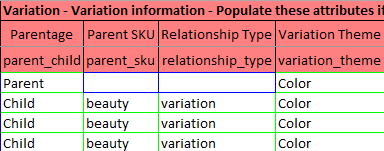 Variation - Variation information - Populate these attributes if
Parentage Parent SKU Relationship Type Variation Theme
parent_child parent_sku relationship_type variation_theme
Parent Color
Child beauty variation Color
Child beauty variation Color
Child beauty variation Color